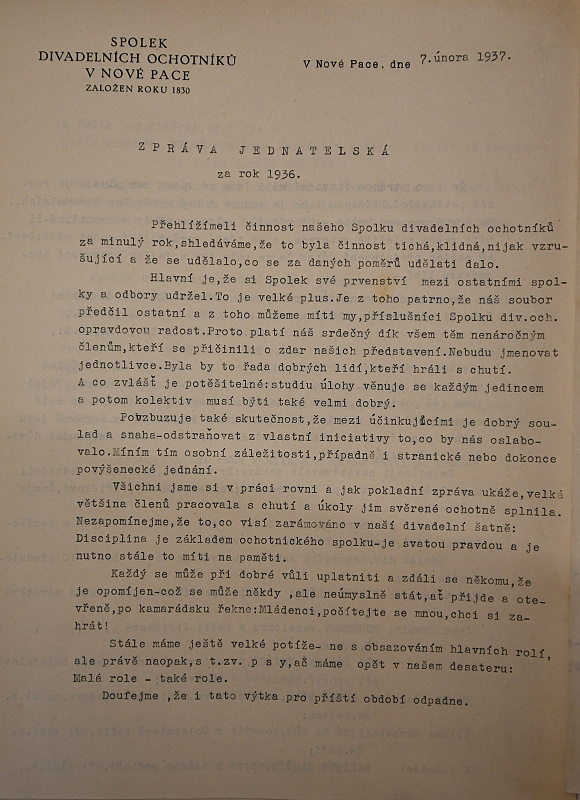 SPOLEK
DIVADELNÍCH OCHOTNÍKŮ
V NOVÉ PACE
ZALOŽEN ROKU 1830
V Nové Pace, dne 7.února 1937.
ZPRÁVA JEDNATELSKÁ
za rok 1936.
Přehlížímeli činnost našeho Spolku divadelních ochotníků
za minulý rok,shledáváme,že to byla činnost tichá,klidná,nijak vzru-
šující a že se udělalo,co se za daných poměrů udělati dalo.
Hlavní je,že si Spolek své prvenství mezi ostatními spol-
ky a odbory udržel.To je velké plus.Je z toho patrno,že náš soubor
předčil ostatní a z toho můžeme míti my,příslušníci Spolku div.och.
opravdovou radost.Proto platí náš srdečný dík všem těm nenáročným
členům,kteří se přičinili o zdar našich představení.Nebudu jmenovat
jednotlivce.Byla by to řada dobrých lidí,kteří hráli s chutí.
A co zvlášť je potěšitelné:studiu úlohy věnuje se každým jedincem
a potom kolektiv musí býti také velmi dobrý.
Povzbuzuje také skutečnost,že mezi účinkujícími je dobrý sou-
lad a snaha-odstraňovat z vlastní iniciativy to,co by nás oslabo-
valo.Míním tím osobní záležitosti,případně i stranické nebo dokonce
povýšenecké jednání.
Všichni jsme si v práci rovni a jak pokladní zpráva ukáže,velká
většina členů pracovala s chutí a úkoly jim svěrené ochotně splnila.
Nezapomínejme,že to,co visí zarámováno v naší divadelní šatně:
Disciplina je základem ochotnického spolku-je svatou pravdou a je
nutno stále to míti na paměti.
Každý se může při dobré vůli uplatniti a zdáli se někomu,že
je opomíjen-což se může někdy ,ale neúmyslně stát,ať přijde a ote-
vřeně,po kamarádsku řekne:Mládenci,počítejte se mnou,chci si za-
hrát!
Stále máme ještě velké potíže- ne s obsazováním hlavních rolí,
ale právě naopak,s t.zv. p s y,ač máme opět v našem desateru:
Malá role - také role.
Doufejme ,že i tato výtka pro příští období odpadne.